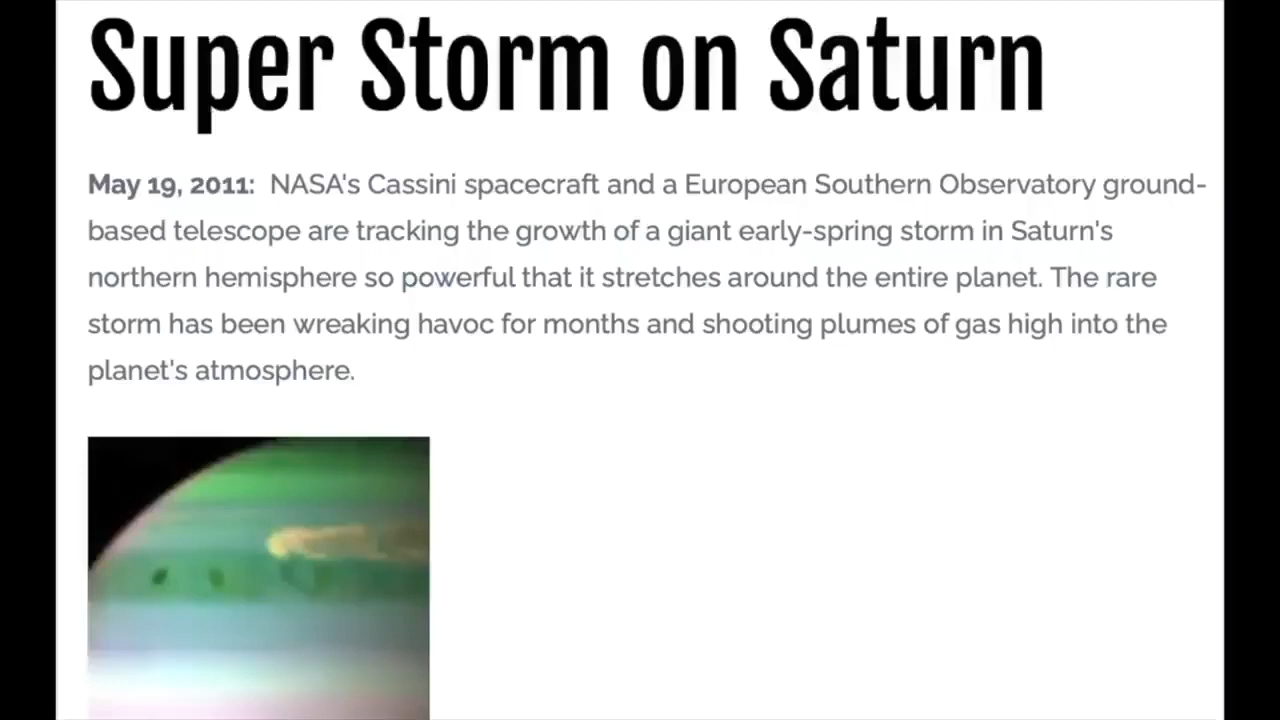 Super Storm on Saturn
May 19, 2011: NASA's Cassini spacecraft and a European Southern Observatory ground-
based telescope are tracking the growth of a giant early-spring storm in Saturn's
northern hemisphere so powerful that it stretches around the entire planet. The rare
storm has been wreaking havoc for months and shooting plumes of gas high into the
planet's atmosphere.